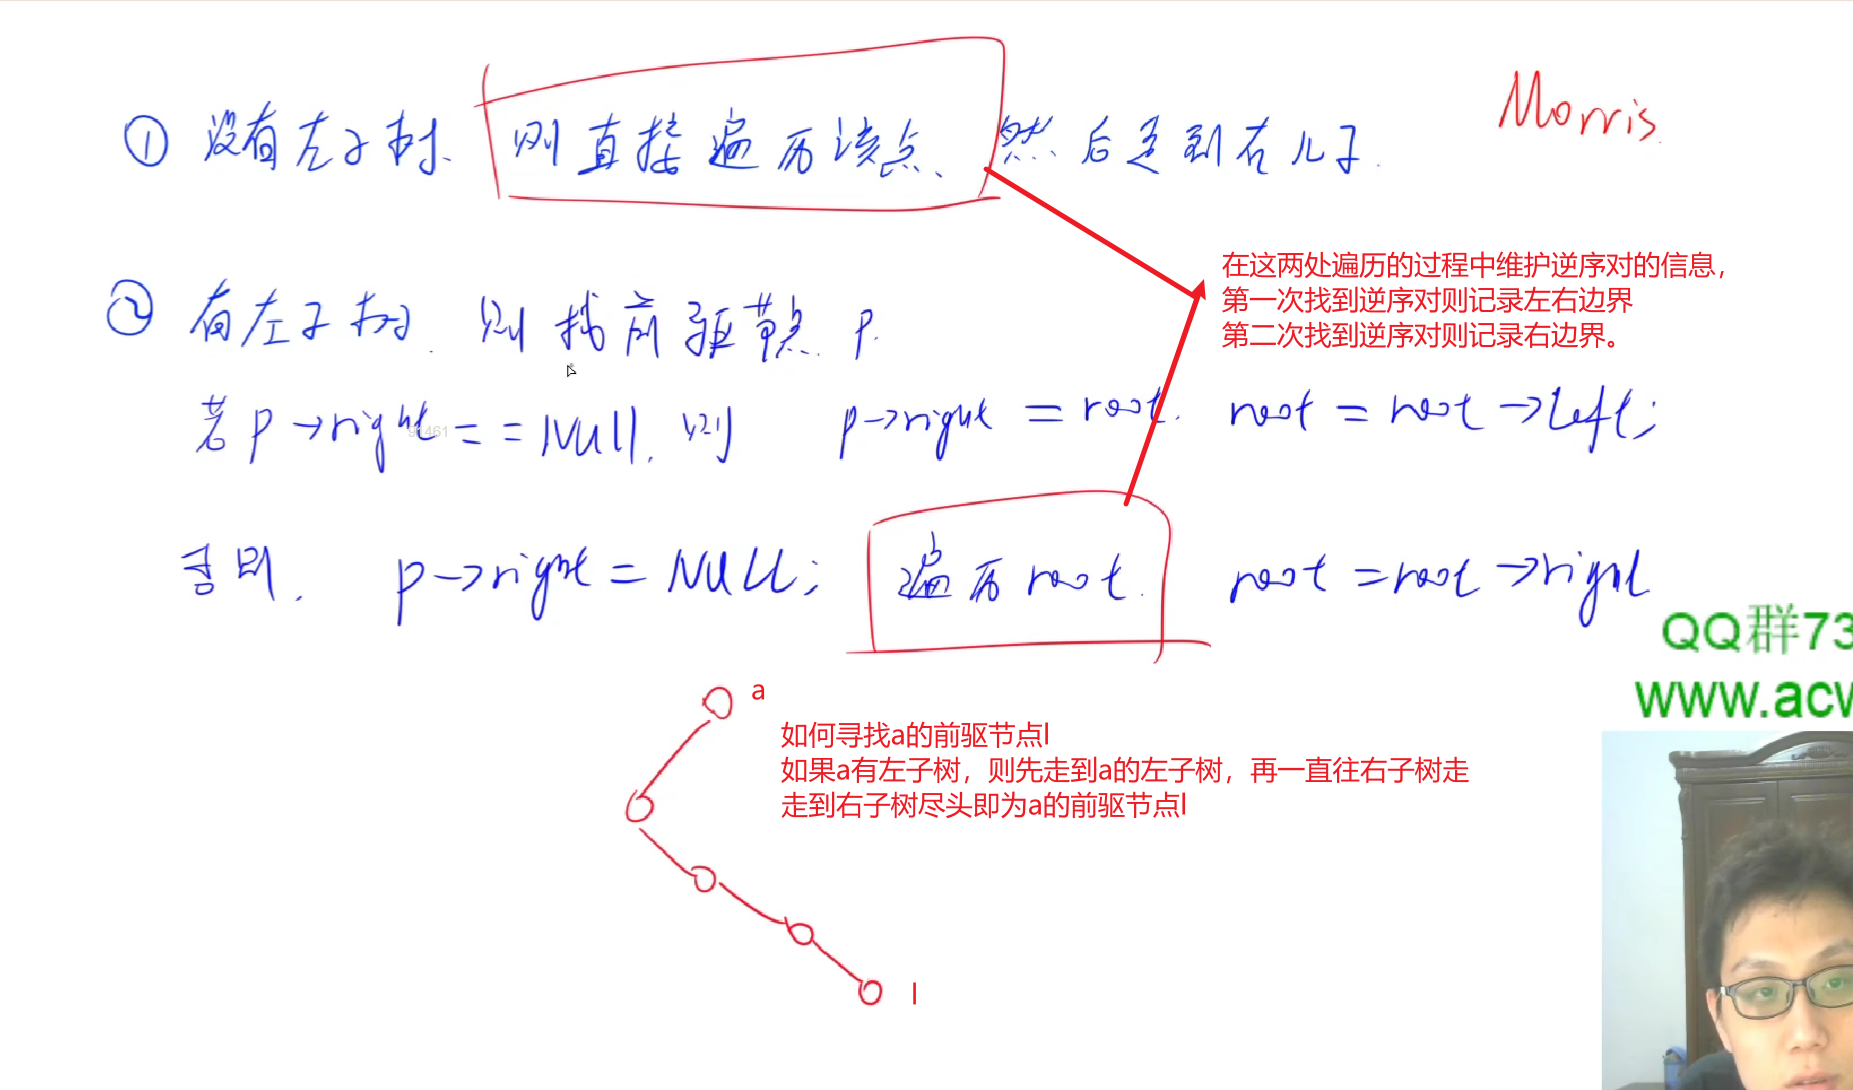 ① 没有左子树、则直接遍历该点、然后走到右儿子.
Morris.
在这两处遍历的过程中维护逆序对的信息，
第一次找到逆序对则记录左右边界
第二次找到逆序对则记录右边界。
② 有左子树. 则找前驱节点 p.
若 p→right == NULL. 则 p→right = root. root = root→left;
91461
否则. p→right = NULL; 遍历root. root = root→right
QQ群73
www.acw
a
如何寻找a的前驱节点l
如果a有左子树，则先走到a的左子树，再一直往右子树走
走到右子树尽头即为a的前驱节点l
l